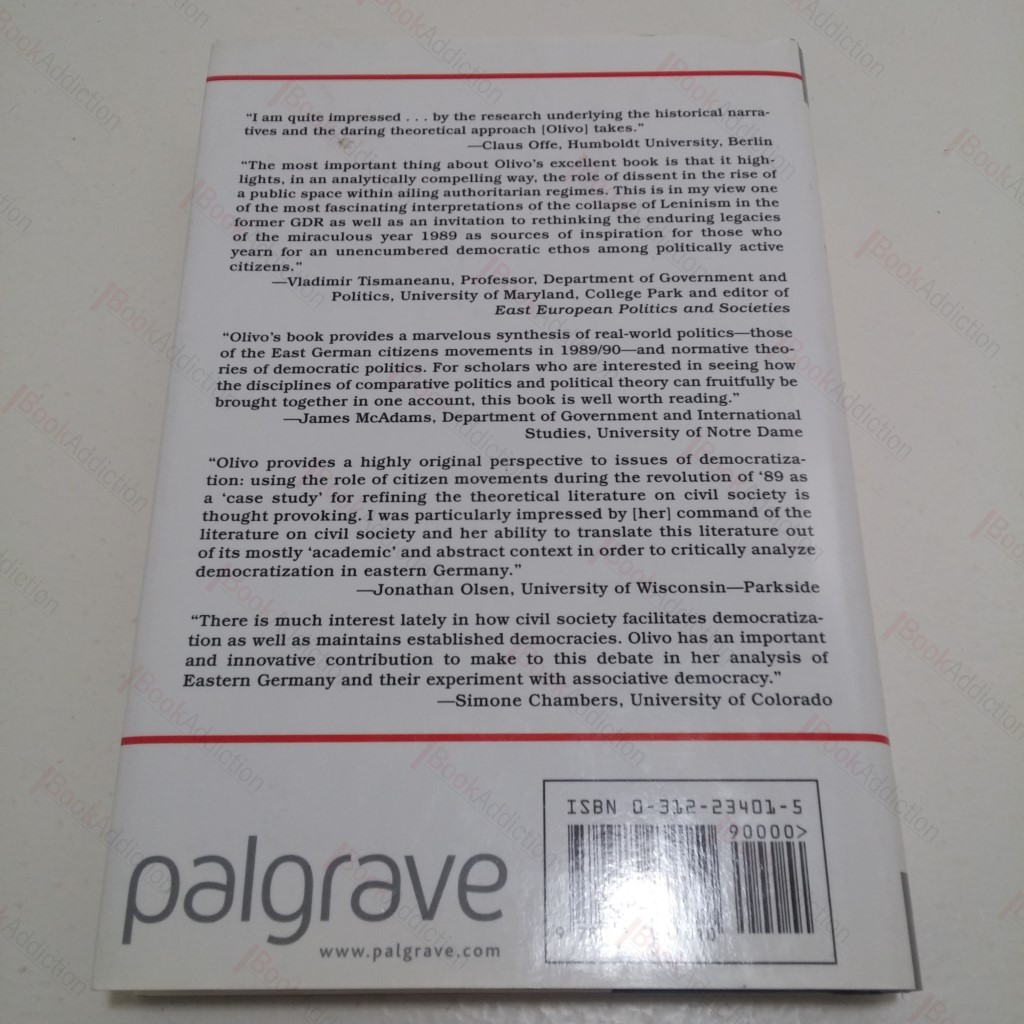 "I am quite impressed . . . by the research underlying the historical narra-
tives and the daring theoretical approach [Olivo] takes."
—Claus Offe, Humboldt University, Berlin
"The most important thing about Olivo's excellent book is that it high-
lights, in an analytically compelling way, the role of dissent in the rise of
a public space within ailing authoritarian regimes. This is in my view one
of the most fascinating interpretations of the collapse of Leninism in the
former GDR as well as an invitation to rethinking the enduring legacies
of the miraculous year 1989 as sources of inspiration for those who
yearn for an unencumbered democratic ethos among politically active
citizens."
—Vladimir Tismaneanu, Professor, Department of Government and
Politics, University of Maryland, College Park and editor of
East European Politics and Societies
"Olivo's book provides a marvelous synthesis of real-world politics—those
of the East German citizens movements in 1989/90—and normative theo-
ries of democratic politics. For scholars who are interested in seeing how
the disciplines of comparative politics and political theory can fruitfully be
brought together in one account, this book is well worth reading."
—James McAdams, Department of Government and International
Studies, University of Notre Dame
"Olivo provides a highly original perspective to issues of democratiza-
tion: using the role of citizen movements during the revolution of '89 as
a 'case study' for refining the theoretical literature on civil society is
thought provoking. I was particularly impressed by [her] command of the
literature on civil society and her ability to translate this literature out
of its mostly 'academic' and abstract context in order to critically analyze
democratization in eastern Germany."
—Jonathan Olsen, University of Wisconsin—Parkside
"There is much interest lately in how civil society facilitates democratiza-
tion as well as maintains established democracies. Olivo has an important
and innovative contribution to make to this debate in her analysis of
Eastern Germany and their experiment with associative democracy."
—Simone Chambers, University of Colorado
ISBN 0-312-23401-5
90000>
palgrave
www.palgrave.com
BookAddiction